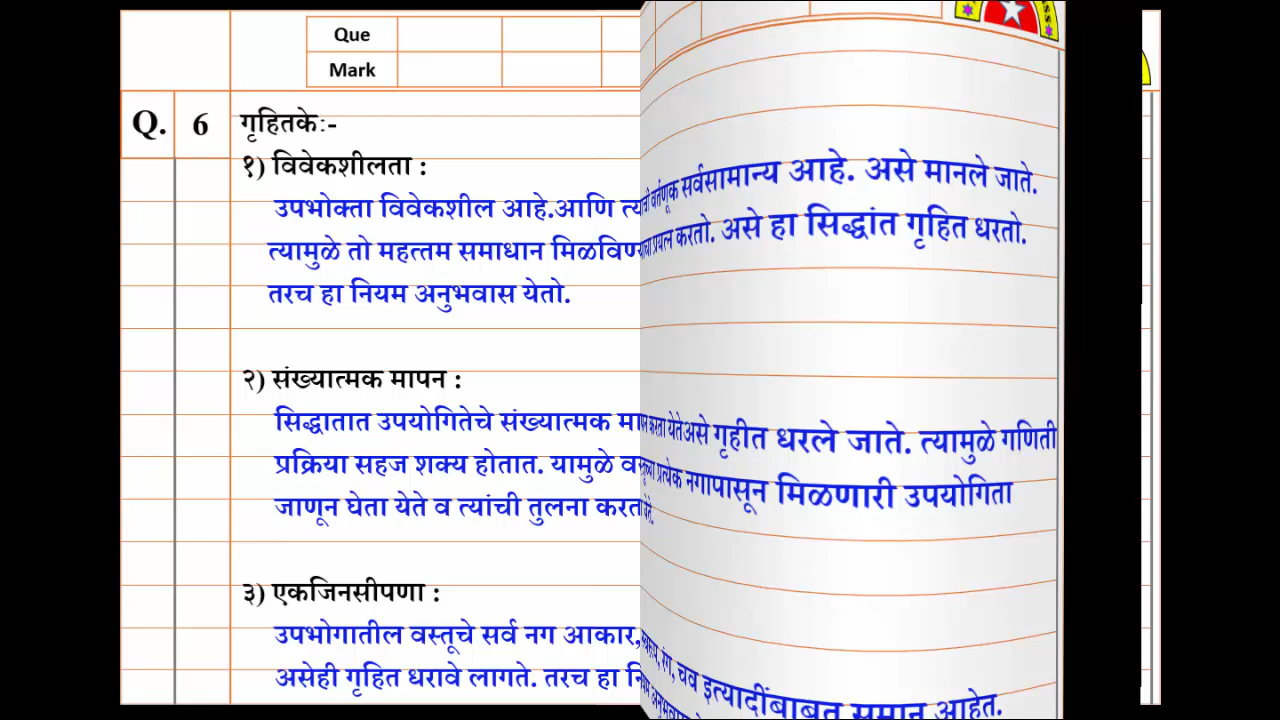 Que
Mark
Q. 6 गृहितके:-
१) विवेकशीलता :
उपभोक्ता विवेकशील आहे.आणि त्याची वर्तणूक सर्वसामान्य आहे. असे मानले जाते.
त्यामुळे तो महत्तम समाधान मिळविण्याचा प्रयत्न करतो. असे हा सिद्धांत गृहित धरतो.
तरच हा नियम अनुभवास येतो.
२) संख्यात्मक मापन :
सिद्धातात उपयोगितेचे संख्यात्मक मापन करता येतेअसे गृहीत धरले जाते. त्यामुळे गणिती
प्रक्रिया सहज शक्य होतात. यामुळे वस्तूच्या प्रत्येक नगापासून मिळणारी उपयोगिता
जाणून घेता येते व त्यांची तुलना करता येते.
३) एकजिनसीपणा :
उपभोगातील वस्तूचे सर्व नग आकार, स्वरूप, रंग, चव इत्यादींबाबत समान आहेत.
असेही गृहित धरावे लागते. तरच हा